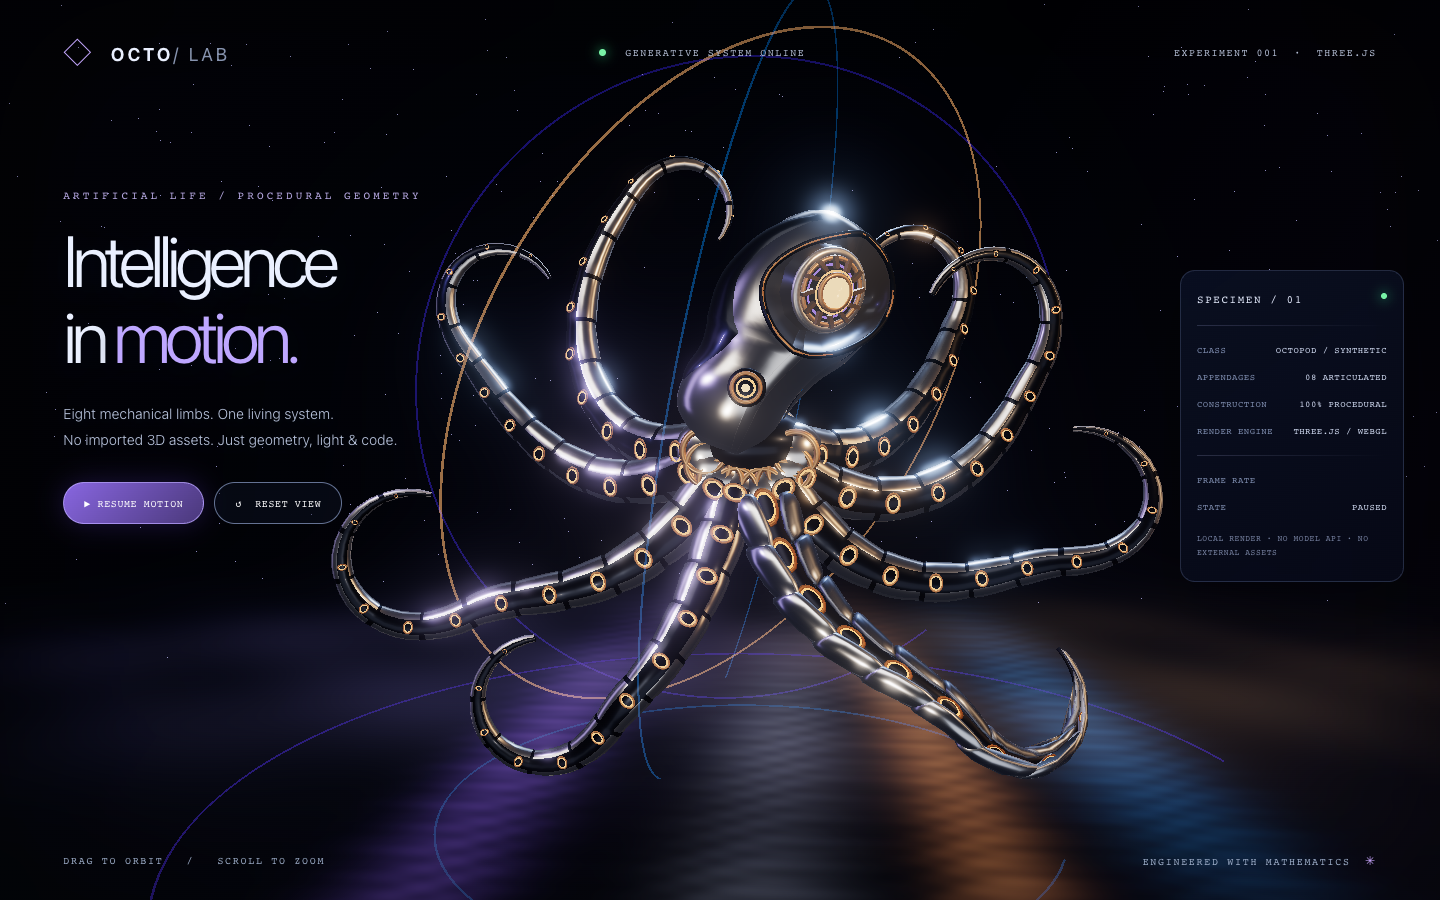 OCTO/ LAB
GENERATIVE SYSTEM ONLINE
EXPERIMENT 001 · THREE.JS
ARTIFICIAL LIFE / PROCEDURAL GEOMETRY
Intelligence
in motion.
Eight mechanical limbs. One living system.
No imported 3D assets. Just geometry, light & code.
▶ RESUME MOTION
↺ RESET VIEW
SPECIMEN / 01
CLASS OCTOPOD / SYNTHETIC
APPENDAGES 08 ARTICULATED
CONSTRUCTION 100% PROCEDURAL
RENDER ENGINE THREE.JS / WEBGL
FRAME RATE
STATE PAUSED
LOCAL RENDER · NO MODEL API · NO
EXTERNAL ASSETS
DRAG TO ORBIT / SCROLL TO ZOOM
ENGINEERED WITH MATHEMATICS ✳